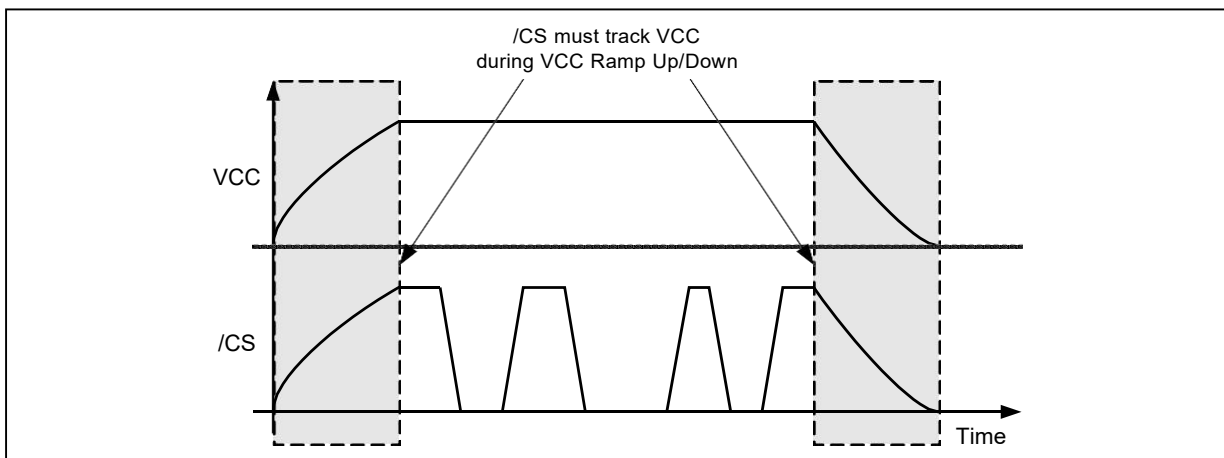 /CS must track VCC
during VCC Ramp Up/Down
VCC
/CS
Time